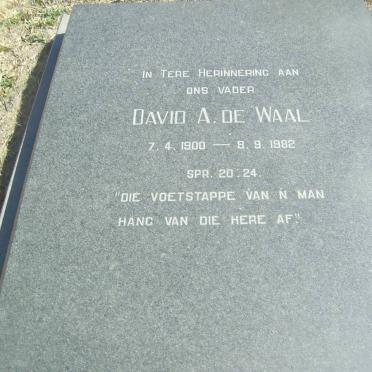 IN TERE HERINNERING AAN
ONS VADER
DAVID A. DE WAAL
7. 4. 1900 — 8. 9. 1982
SPR. 20 : 24.
"DIE VOETSTAPPE VAN N MAN
HANG VAN DIE HERE AF."